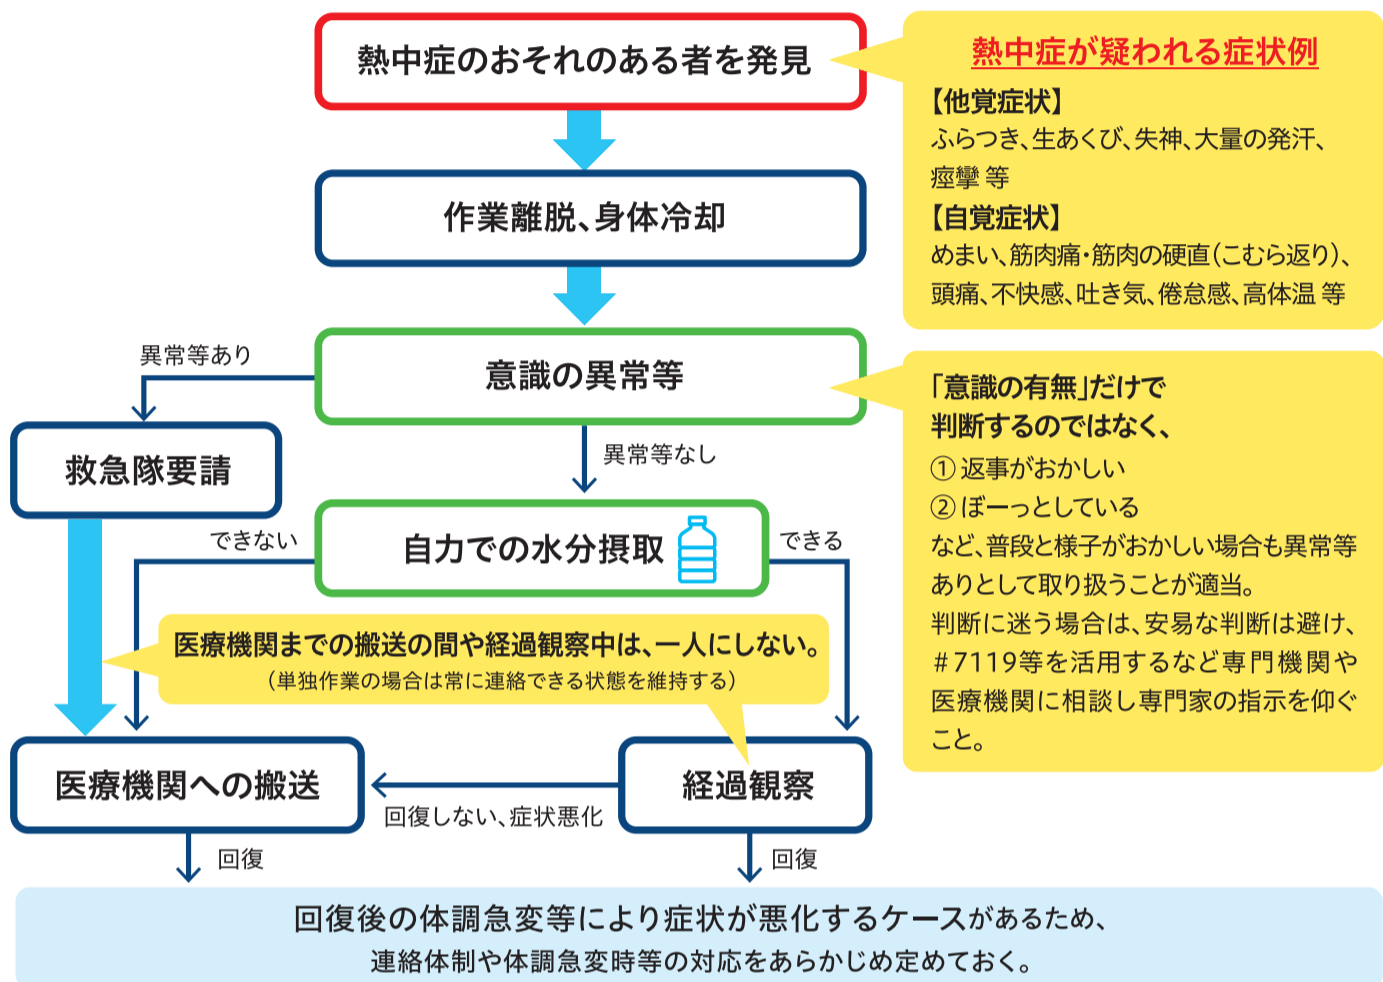 熱中症のおそれのある者を発見
熱中症が疑われる症状例
【他覚症状】
ふらつき、生あくび、失神、大量の発汗、
痙攣 等
【自覚症状】
めまい、筋肉痛・筋肉の硬直（こむら返り）、
頭痛、不快感、吐き気、倦怠感、高体温 等
作業離脱、身体冷却
意識の異常等
異常等あり
異常等なし
「意識の有無」だけで
判断するのではなく、
① 返事がおかしい
② ぼーっとしている
など、普段と様子がおかしい場合も異常等
ありとして取り扱うことが適当。
判断に迷う場合は、安易な判断は避け、
＃7119等を活用するなど専門機関や
医療機関に相談し専門家の指示を仰ぐ
こと。
救急隊要請
自力での水分摂取
できない
できる
医療機関までの搬送の間や経過観察中は、一人にしない。
（単独作業の場合は常に連絡できる状態を維持する）
医療機関への搬送
経過観察
回復しない、症状悪化
回復
回復
回復後の体調急変等により症状が悪化するケースがあるため、
連絡体制や体調急変時等の対応をあらかじめ定めておく。